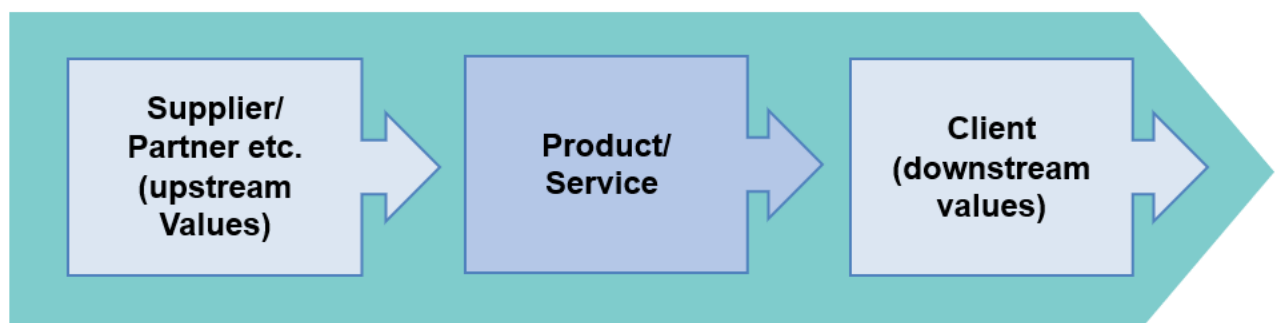 Supplier/
Partner etc.
(upstream
Values)
Product/
Service
Client
(downstream
values)